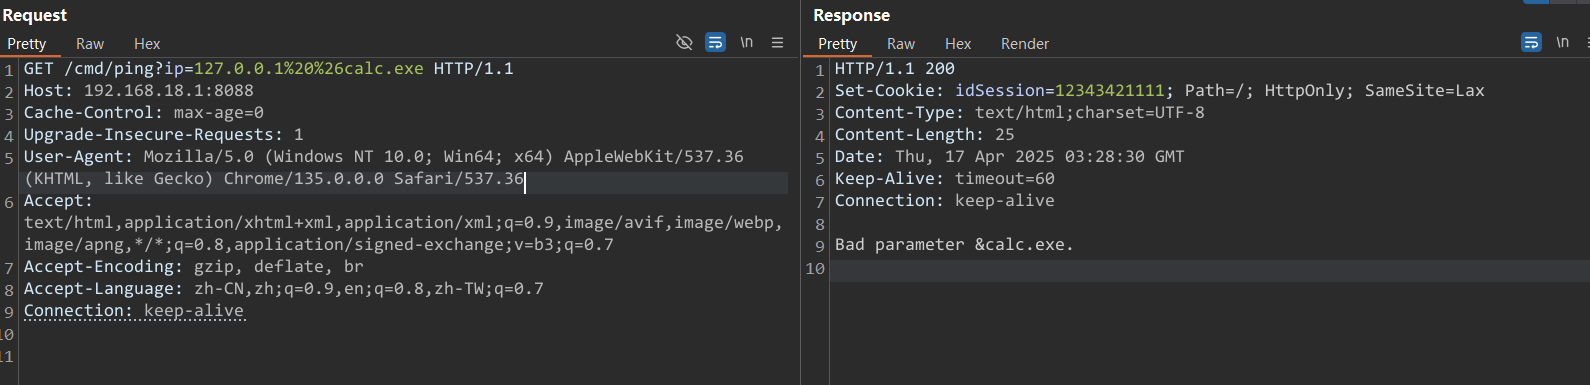 Request
Pretty Raw Hex \n
1 GET /cmd/ping?ip=127.0.0.1%20%26calc.exe HTTP/1.1
2 Host: 192.168.18.1:8088
3 Cache-Control: max-age=0
4 Upgrade-Insecure-Requests: 1
5 User-Agent: Mozilla/5.0 (Windows NT 10.0; Win64; x64) AppleWebKit/537.36
(KHTML, like Gecko) Chrome/135.0.0.0 Safari/537.36
6 Accept:
text/html,application/xhtml+xml,application/xml;q=0.9,image/avif,image/webp,
image/apng,*/*;q=0.8,application/signed-exchange;v=b3;q=0.7
7 Accept-Encoding: gzip, deflate, br
8 Accept-Language: zh-CN,zh;q=0.9,en;q=0.8,zh-TW;q=0.7
9 Connection: keep-alive
10
11
Response
Pretty Raw Hex Render \n
1 HTTP/1.1 200
2 Set-Cookie: idSession=12343421111; Path=/; HttpOnly; SameSite=Lax
3 Content-Type: text/html;charset=UTF-8
4 Content-Length: 25
5 Date: Thu, 17 Apr 2025 03:28:30 GMT
6 Keep-Alive: timeout=60
7 Connection: keep-alive
8
9 Bad parameter &calc.exe.
10